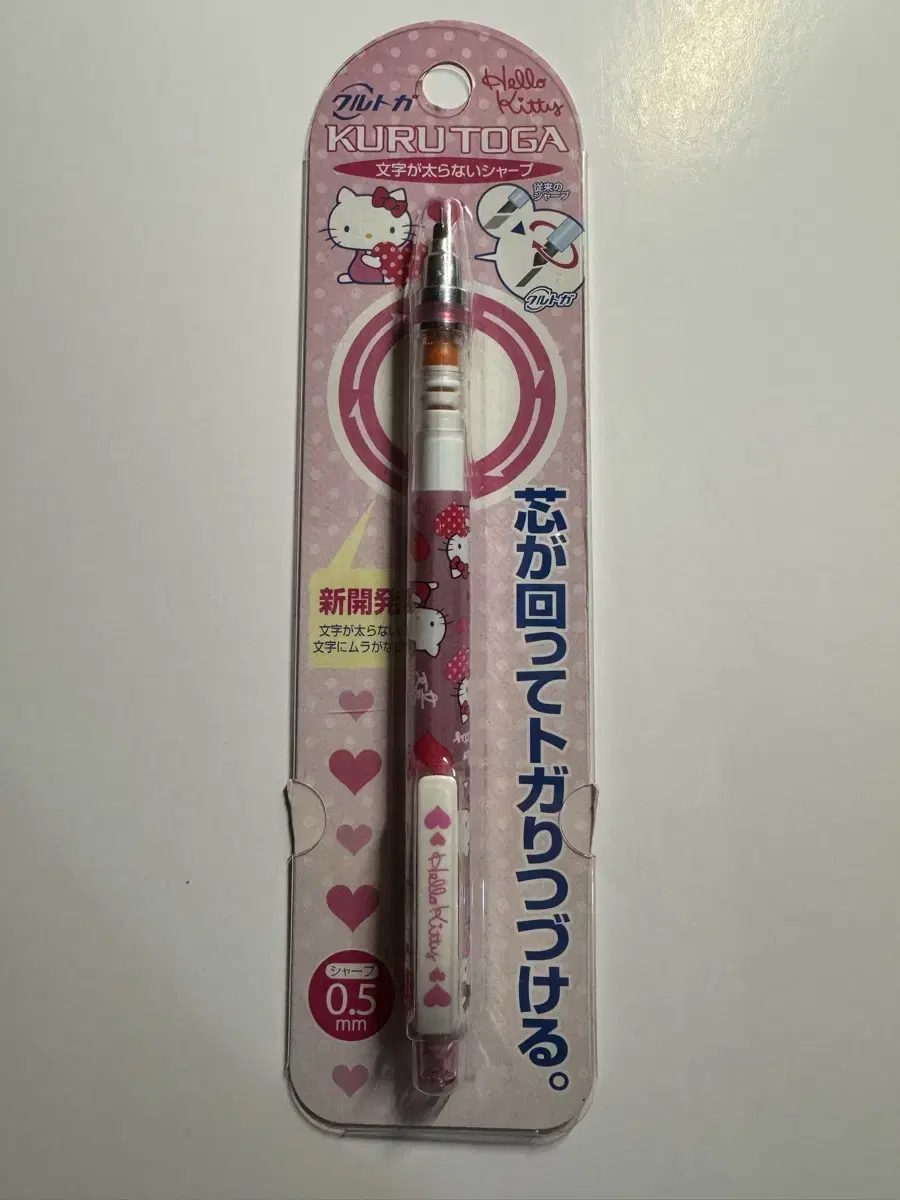 クルトガ
Hello
Kitty
KURUTOGA
文字が太らないシャープ
従来の
シャープ
クルトガ
芯が回ってトガりつづける。
新開発
文字が太らない
文字にムラがな
Hello Kitty
シャープ
0.5
mm